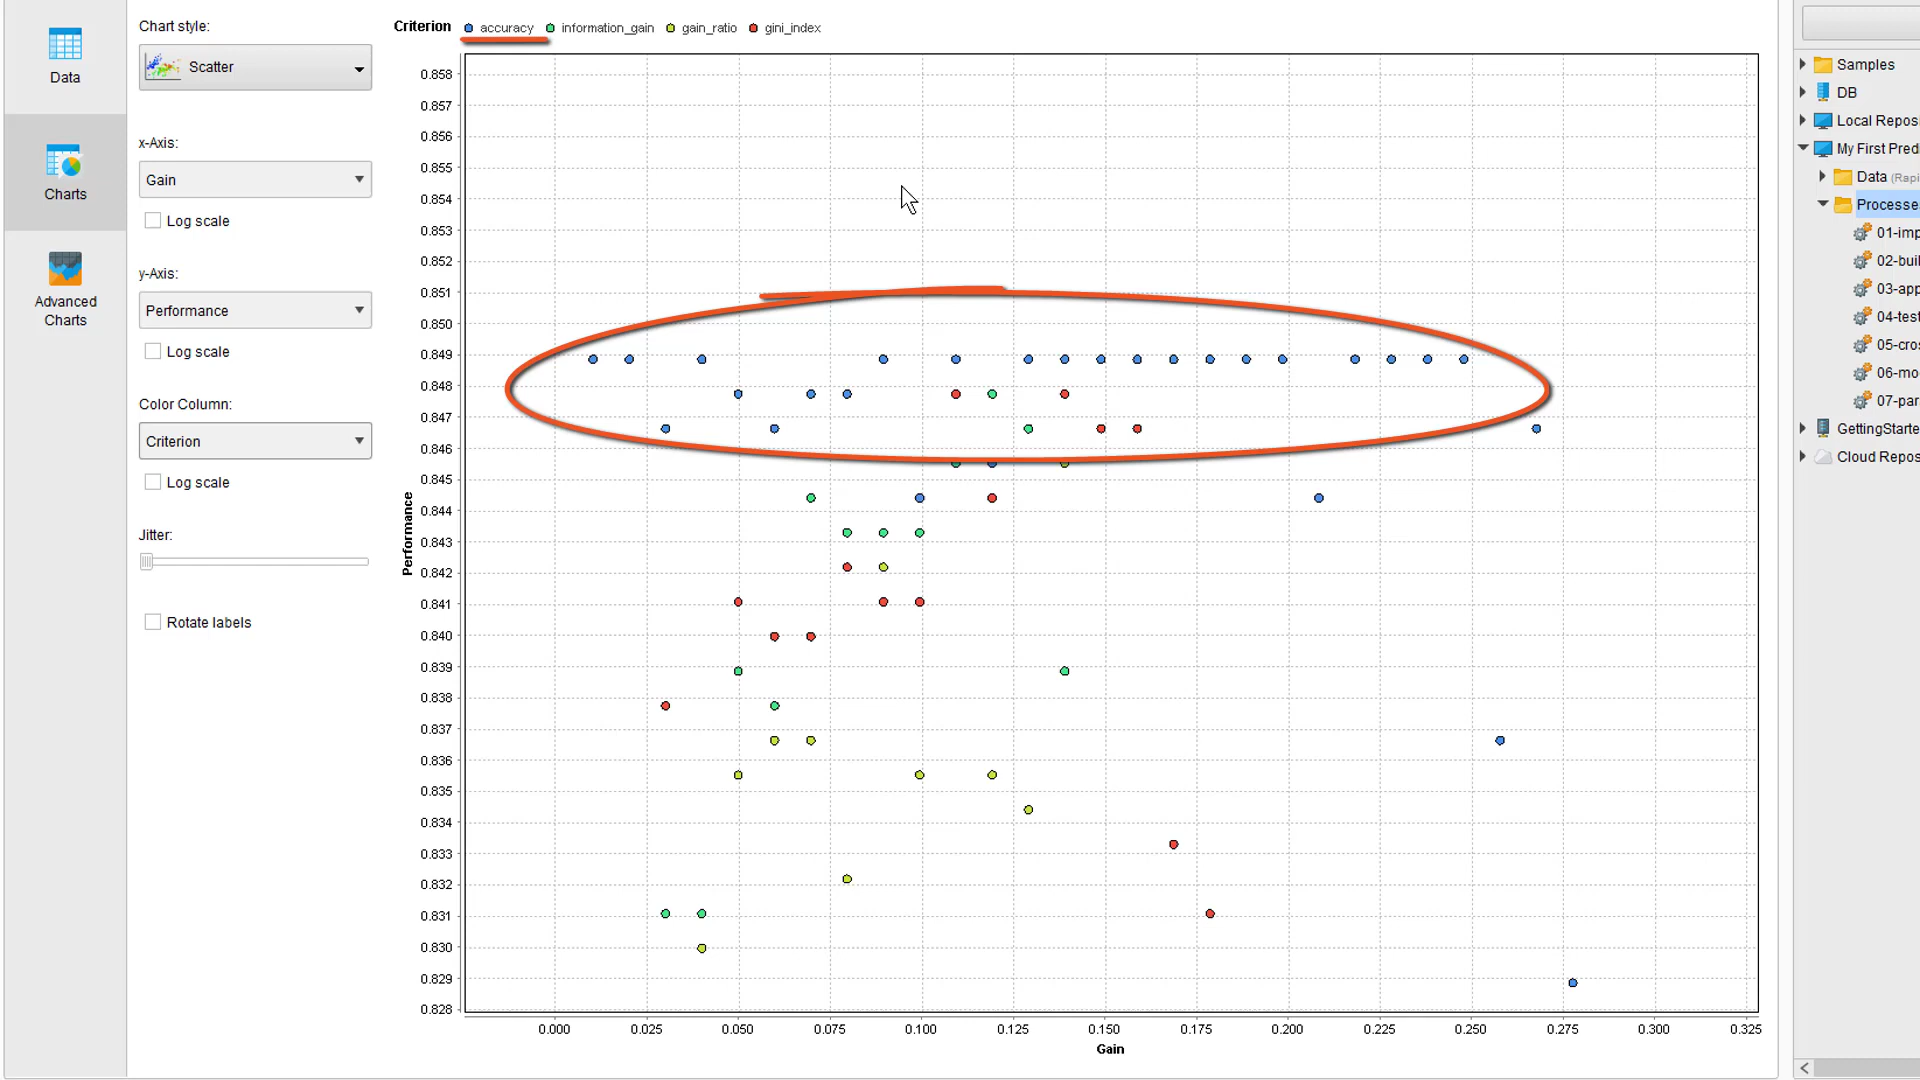 Data
Charts
Advanced
Charts
Chart style:
Scatter
x-Axis:
Gain
Log scale
y-Axis:
Performance
Log scale
Color Column:
Criterion
Log scale
Jitter:
Rotate labels
Criterion accuracy information_gain gain_ratio gini_index
0.858
0.857
0.856
0.855
0.854
0.853
0.852
0.851
0.850
0.849
0.848
0.847
0.846
0.845
0.844
0.843
0.842
0.841
0.840
0.839
0.838
0.837
0.836
0.835
0.834
0.833
0.832
0.831
0.830
0.829
0.828
Performance
0.000 0.025 0.050 0.075 0.100 0.125 0.150 0.175 0.200 0.225 0.250 0.275 0.300 0.325
Gain
Samples
DB
Local Repos
My First Predi
Data (Rapi
Processe
01-imp
02-buil
03-app
04-test
05-cros
06-mo
07-par
GettingStarte
Cloud Repos